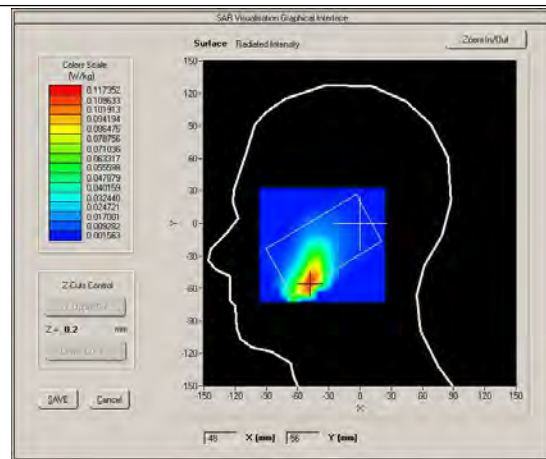 SAR Visualisation Graphical Interface
Surface Radiated Intensity
Zoom In/Out
Colors Scale
(W/kg)
0.117352
0.109633
0.101913
0.094194
0.086475
0.078756
0.071036
0.063317
0.055598
0.047879
0.040159
0.032440
0.024721
0.017001
0.009282
0.001563
150
120
90
60
30
0
-30
-60
-90
-120
-150
Y
-150 -120 -90 -60 -30 0 30 60 90 120 150
X
Z-Cuts Control
Z = 0.2 mm
SAVE
Cancel
-48 X (mm) -56 Y (mm)